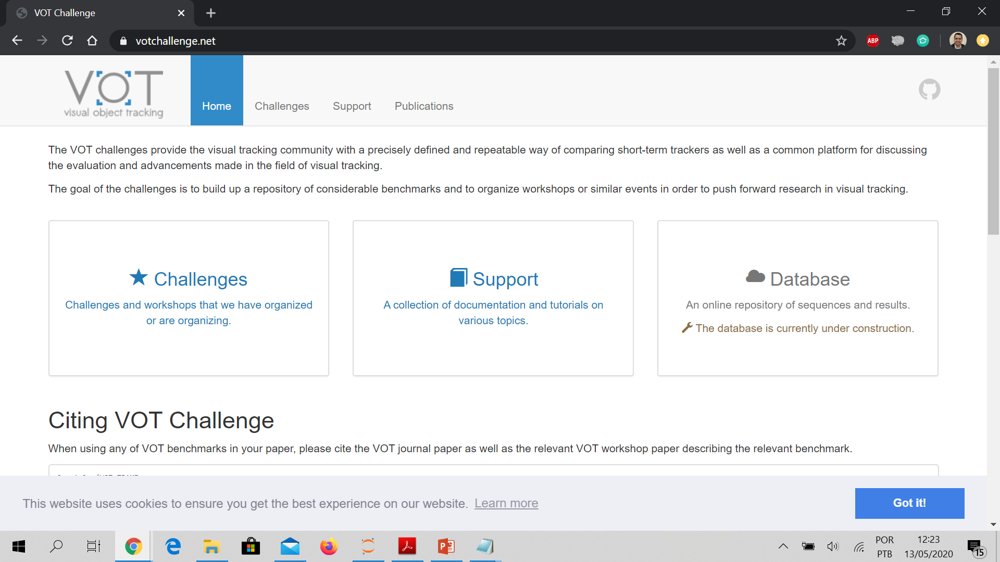 VOT Challenge
votchallenge.net
ABP
VOT
visual object tracking
Home
Challenges
Support
Publications
The VOT challenges provide the visual tracking community with a precisely defined and repeatable way of comparing short-term trackers as well as a common platform for discussing
the evaluation and advancements made in the field of visual tracking.
The goal of the challenges is to build up a repository of considerable benchmarks and to organize workshops or similar events in order to push forward research in visual tracking.
Challenges
Challenges and workshops that we have organized
or are organizing.
Support
A collection of documentation and tutorials on
various topics.
Database
An online repository of sequences and results.
The database is currently under construction.
Citing VOT Challenge
When using any of VOT benchmarks in your paper, please cite the VOT journal paper as well as the relevant VOT workshop paper describing the relevant benchmark.
This website uses cookies to ensure you get the best experience on our website. Learn more
Got it!
POR
PTB
12:23
13/05/2020
15